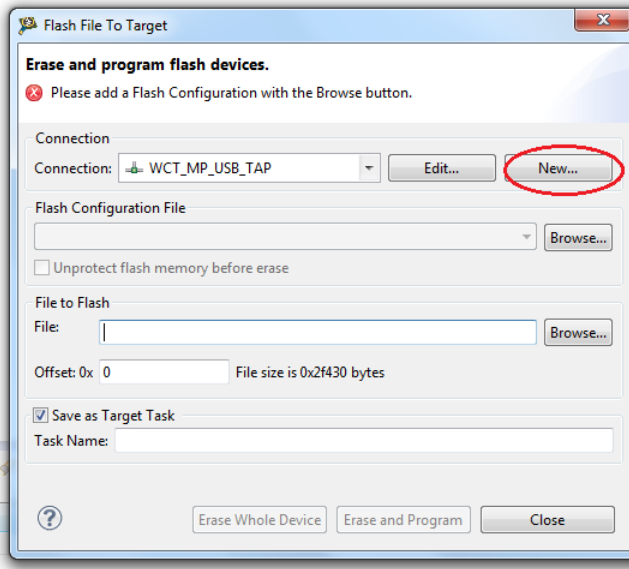 Flash File To Target
Erase and program flash devices.
Please add a Flash Configuration with the Browse button.
Connection
Connection: WCT_MP_USB_TAP Edit... New...
Flash Configuration File
Browse...
Unprotect flash memory before erase
File to Flash
File: Browse...
Offset: 0x 0 File size is 0x2f430 bytes
Save as Target Task
Task Name:
? Erase Whole Device Erase and Program Close